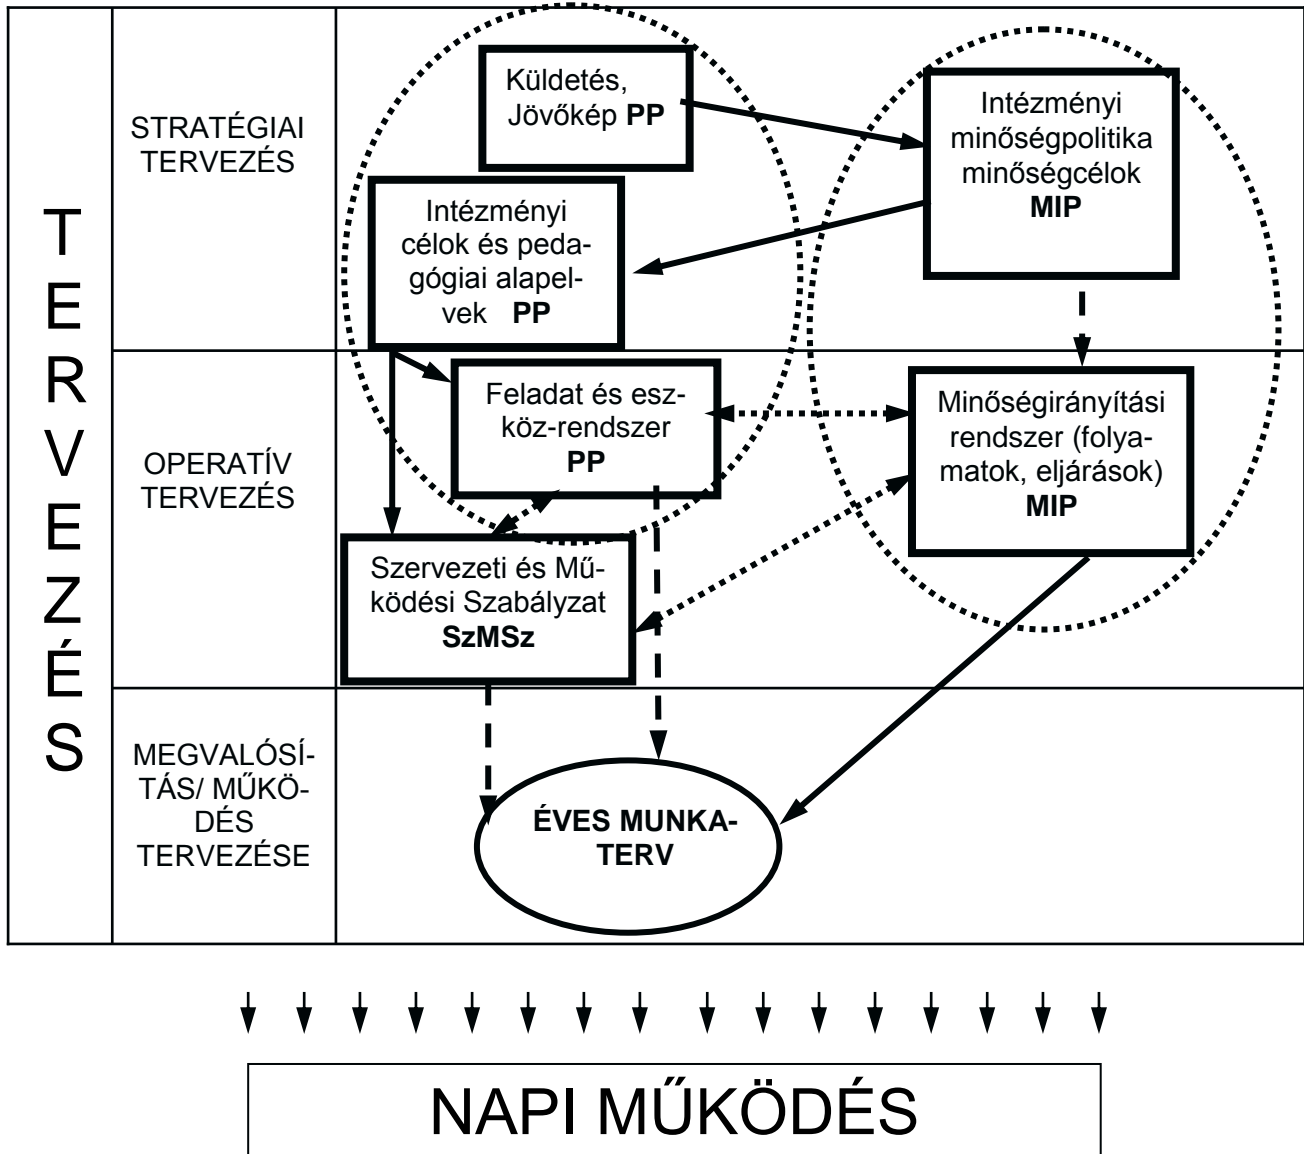 TERVEZÉS
STRATÉGIAI
TERVEZÉS
Küldetés,
Jövőkép PP
Intézményi
célok és peda-
gógiai alapel-
vek PP
Intézményi
minőségpolitika
minőségcélok
MIP
OPERATÍV
TERVEZÉS
Feladat és esz-
köz-rendszer
PP
Minőségirányítási
rendszer (folya-
matok, eljárások)
MIP
Szervezeti és Mű-
ködési Szabályzat
SzMSz
MEGVALÓSÍ-
TÁS/ MŰKÖ-
DÉS
TERVEZÉSE
ÉVES MUNKA-
TERV
NAPI MŰKÖDÉS